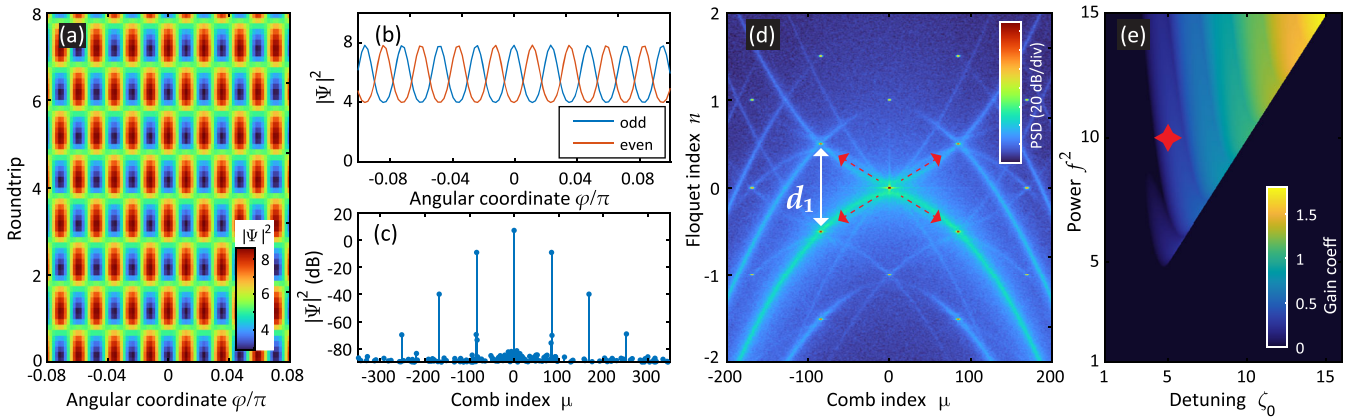 (a)
8
6
4
2
0
Roundtrip
|Ψ|²
8
6
4
-0.08
-0.04
0
0.04
0.08
Angular coordinate φ/π
(b)
8
4
0
|Ψ|²
odd
even
-0.08
-0.04
0
0.04
0.08
Angular coordinate φ/π
(c)
20
0
-20
-40
-60
-80
|Ψ|² (dB)
-300
-200
-100
0
100
200
300
Comb index μ
(d)
2
1
0
-1
-2
Floquet index n
PSD (20 dB/div)
d₁
-200
-100
0
100
200
Comb index μ
(e)
15
10
5
1
Power f²
1.5
1
0.5
0
Gain coeff
1
5
10
15
Detuning ζ₀